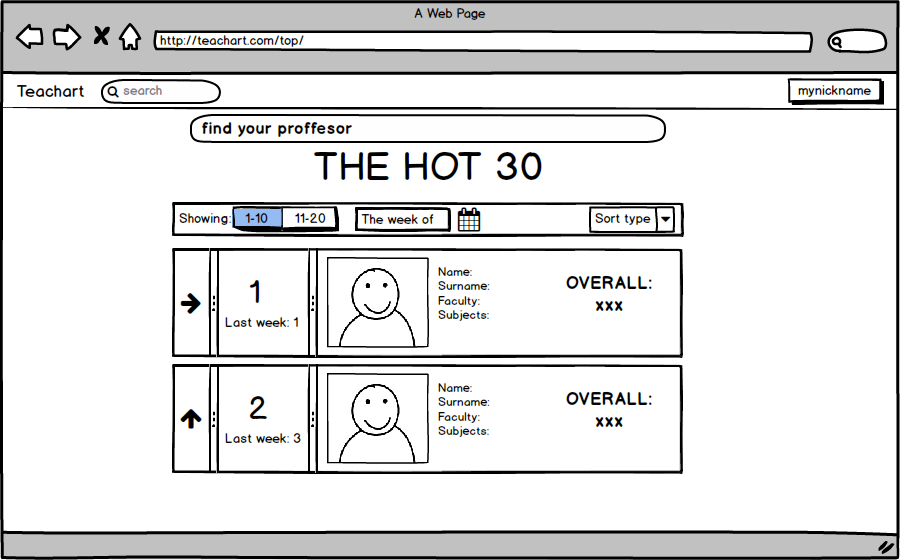 A Web Page
http://teachart.com/top/
Teachart search mynickname
find your proffesor
THE HOT 30
Showing: 1-10 11-20 The week of Sort type
1
Last week: 1
Name:
Surname:
Faculty:
Subjects:
OVERALL:
xxx
2
Last week: 3
Name:
Surname:
Faculty:
Subjects:
OVERALL:
xxx